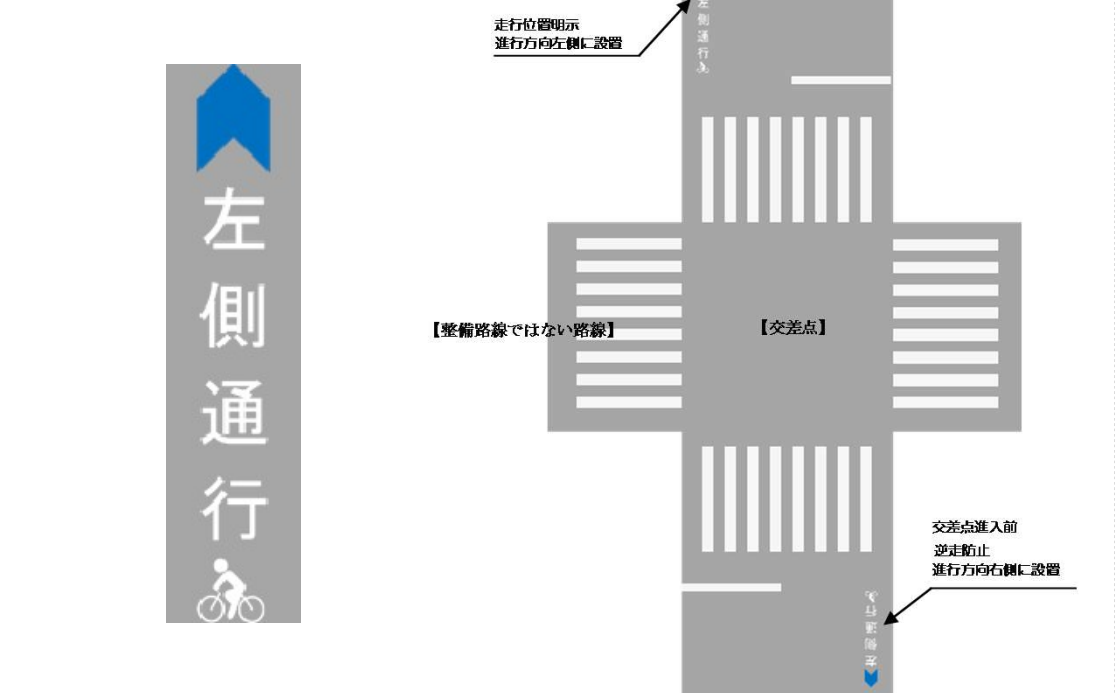 走行位置明示
進行方向左側に設置
左側通行
左側通行
【整備路線ではない路線】
【交差点】
交差点進入前
逆走防止
進行方向右側に設置
左側通行